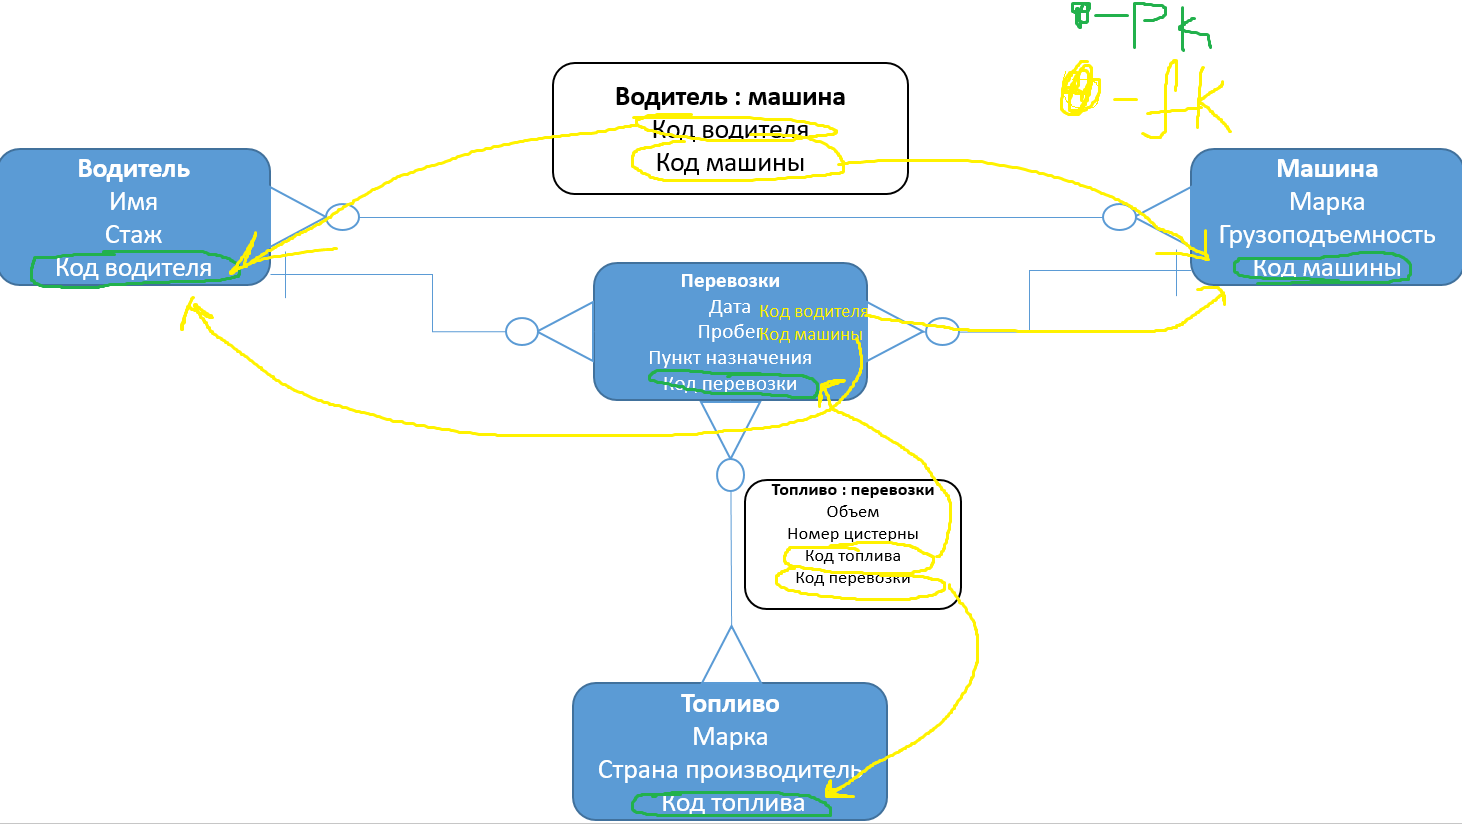 -Pk
-fk
Водитель : машина
Код водителя
Код машины
Водитель
Имя
Стаж
Код водителя
Машина
Марка
Грузоподъемность
Код машины
Перевозки
Дата
Код водителя
Пробег
Код машины
Пункт назначения
Код перевозки
Топливо : перевозки
Объем
Номер цистерны
Код топлива
Код перевозки
Топливо
Марка
Страна производитель
Код топлива